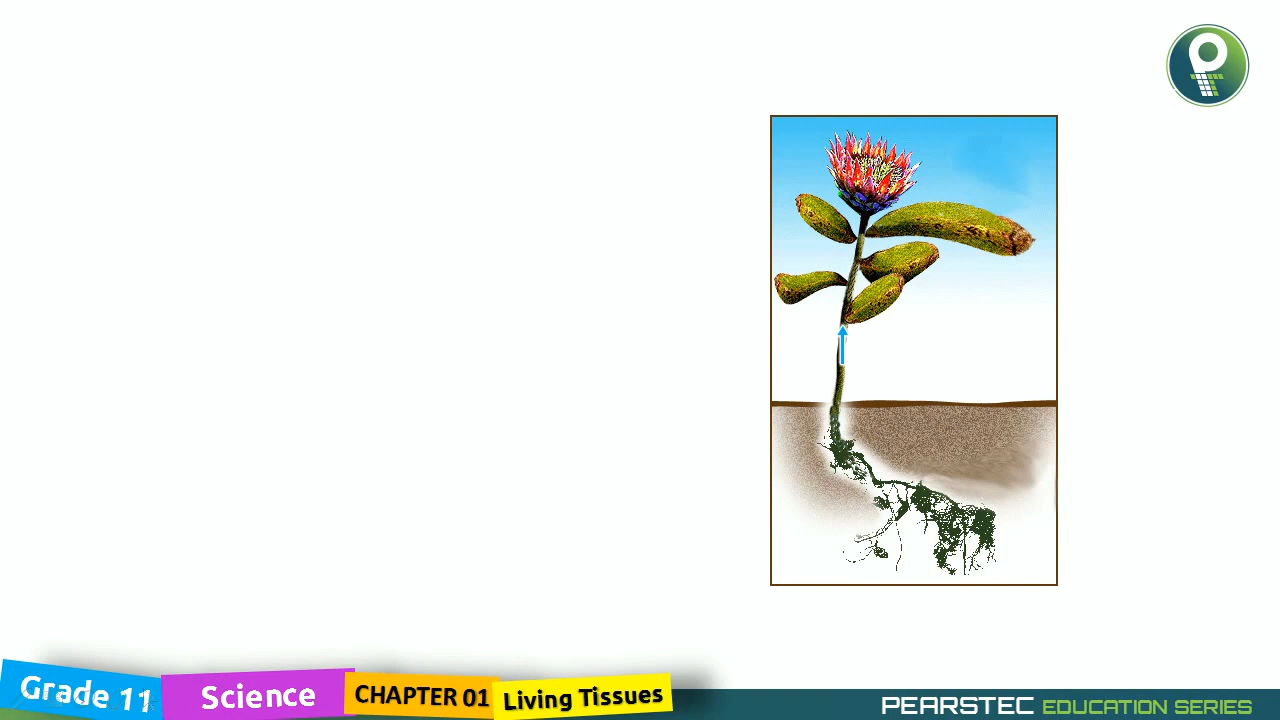 Grade 11
Science
CHAPTER 01
Living Tissues
PEARSTEC EDUCATION SERIES